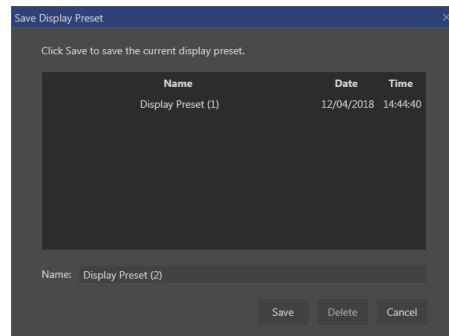 Save Display Preset
Click Save to save the current display preset.
Name Date Time
Display Preset (1) 12/04/2018 14:44:40
Name: Display Preset (2)
Save Delete Cancel